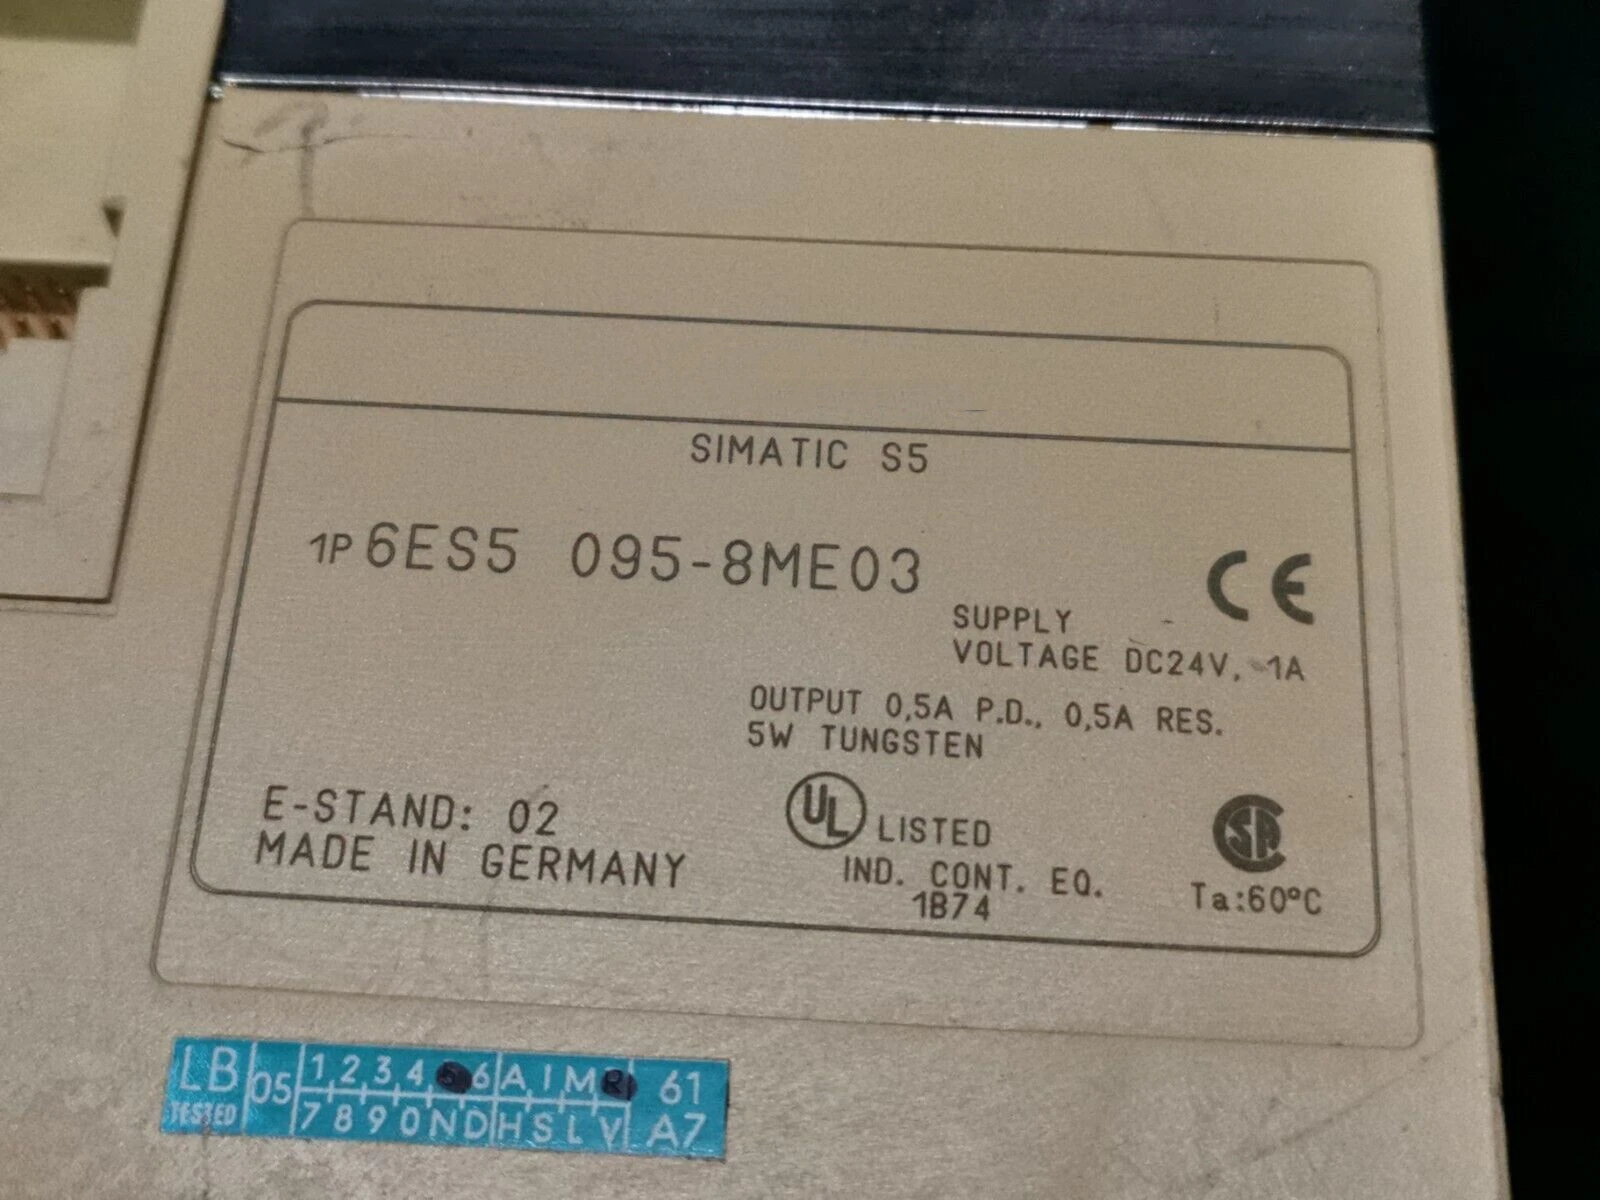 SIMATIC S5
1P 6ES5 095-8ME03
CE
SUPPLY
VOLTAGE DC24V, 1A
OUTPUT 0,5A P.D., 0,5A RES.
5W TUNGSTEN
E-STAND: 02
MADE IN GERMANY
UL LISTED
IND. CONT. EQ.
1B74
SA
Ta:60°C
LB TESTED 05
1 2 3 4 5 6 A I M R 61
7 8 9 0 N D H S L V A7